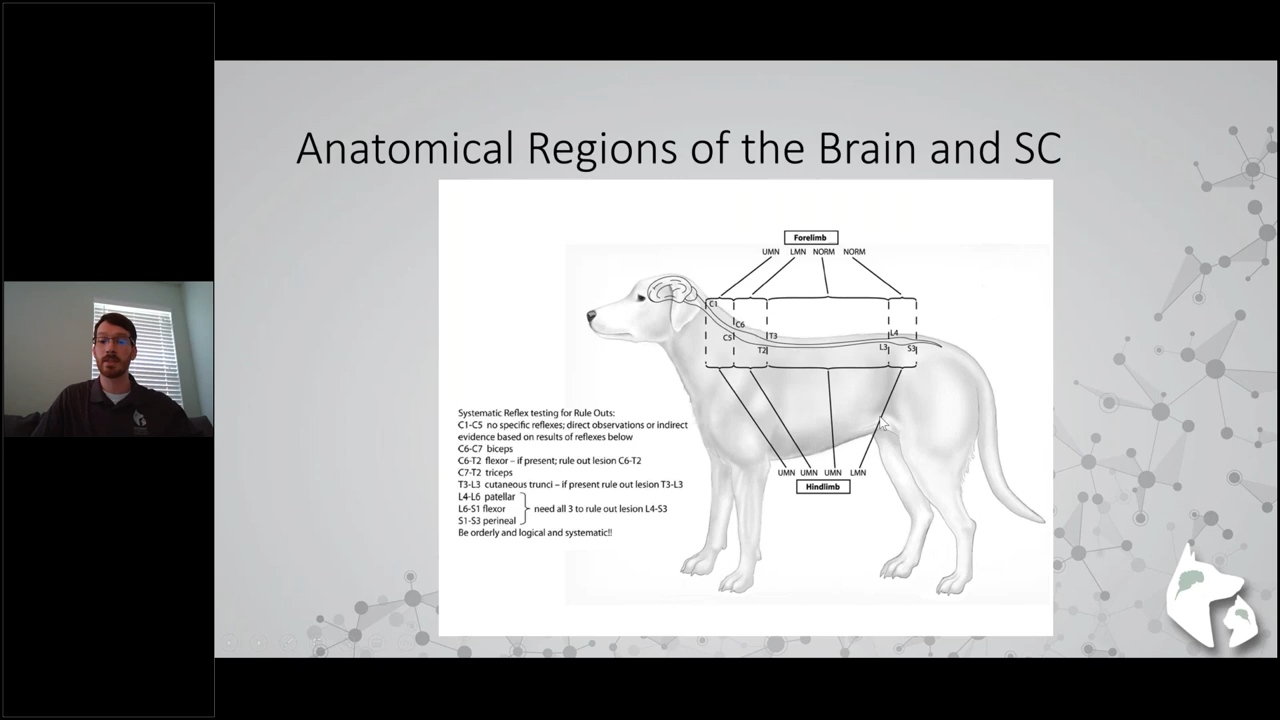 Anatomical Regions of the Brain and SC
Forelimb
UMN LMN NORM NORM
C1
C6
C5
T3
T2
L4
L3
S3
Systematic Reflex testing for Rule Outs:
C1-C5 no specific reflexes; direct observations or indirect
evidence based on results of reflexes below
C6-C7 biceps
C6-T2 flexor – if present; rule out lesion C6-T2
C7-T2 triceps
T3-L3 cutaneous trunci – if present rule out lesion T3-L3
L4-L6 patellar
L6-S1 flexor need all 3 to rule out lesion L4-S3
S1-S3 perineal
Be orderly and logical and systematic!!
UMN UMN UMN LMN
Hindlimb